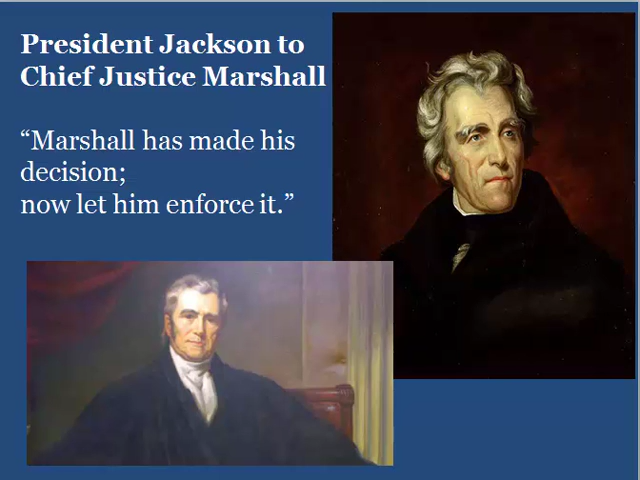 President Jackson to
Chief Justice Marshall
“Marshall has made his
decision;
now let him enforce it.”